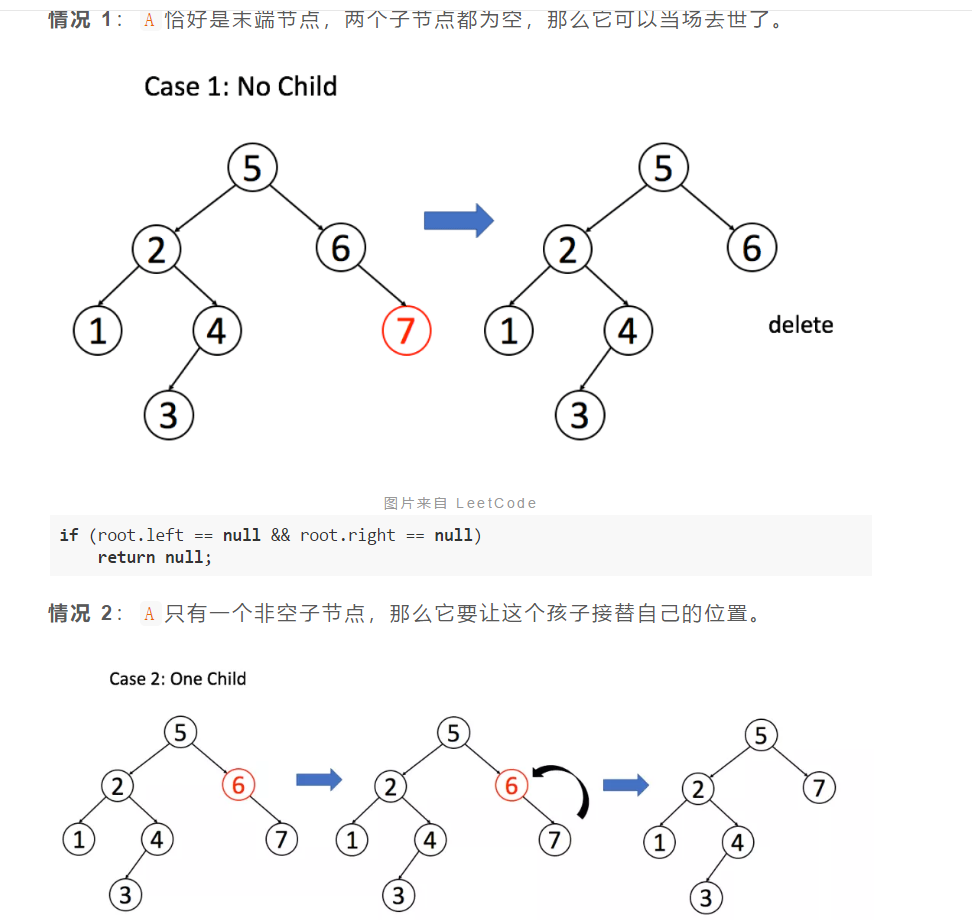 情况 1： A 恰好是末端节点，两个子节点都为空，那么它可以当场去世了。
Case 1: No Child
5 5
2 6 2 6
1 4 7 1 4 delete
3 3
图片来自 LeetCode
if (root.left == null && root.right == null)
return null;
情况 2： A 只有一个非空子节点，那么它要让这个孩子接替自己的位置。
Case 2: One Child
5 5 5
2 6 2 6 2 7
1 4 7 1 4 7 1 4
3 3 3